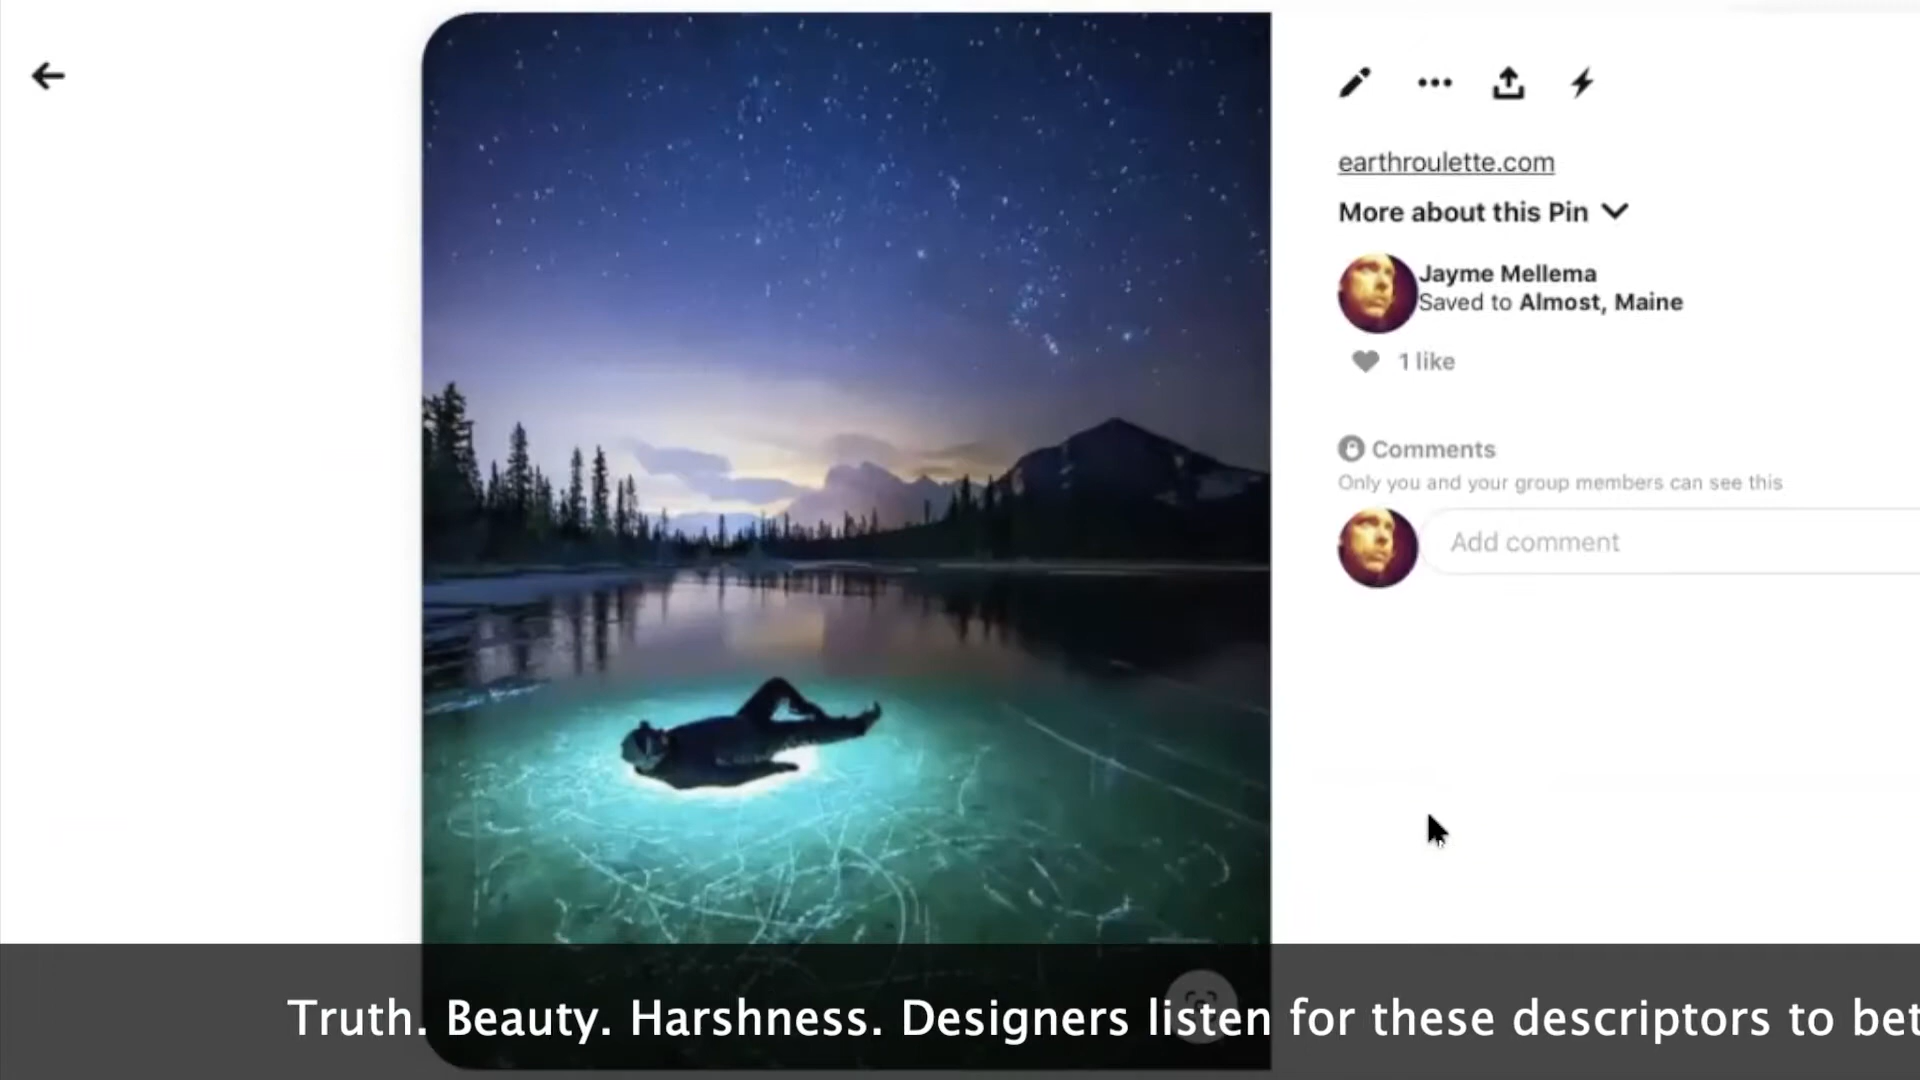 earthroulette.com
More about this Pin
Jayme Mellema
Saved to Almost, Maine
1 like
Comments
Only you and your group members can see this
Add comment
Truth. Beauty. Harshness. Designers listen for these descriptors to bet